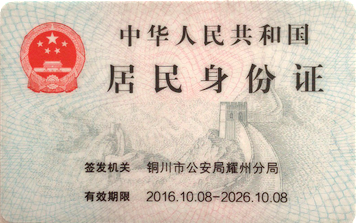 中华人民共和国
居民身份证
签发机关 铜川市公安局耀州分局
有效期限 2016.10.08-2026.10.08